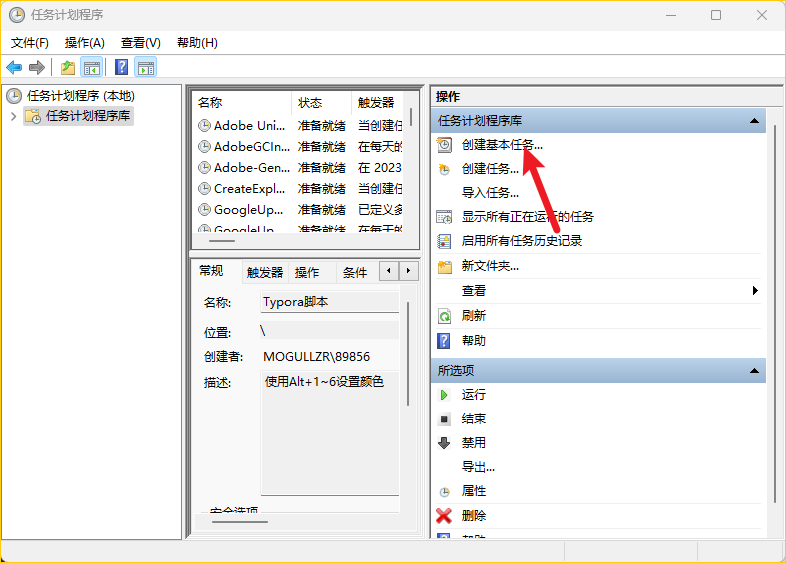 任务计划程序
文件(F) 操作(A) 查看(V) 帮助(H)
任务计划程序 (本地)
任务计划程序库
名称 状态 触发器
Adobe Uni... 准备就绪 当创建任
AdobeGCIn... 准备就绪 在每天的
Adobe-Gen... 准备就绪 在 2023
CreateExpl... 准备就绪 当创建任
GoogleUp... 准备就绪 已定义多
GoogleUp... 准备就绪 在每天的
常规 触发器 操作 条件
名称: Typora脚本
位置: \
创建者: MOGULLZR\89856
描述: 使用Alt+1~6设置颜色
安全选项
操作
任务计划程序库
创建基本任务...
创建任务...
导入任务...
显示所有正在运行的任务
启用所有任务历史记录
新文件夹...
查看
刷新
帮助
所选项
运行
结束
禁用
导出...
属性
删除
帮助